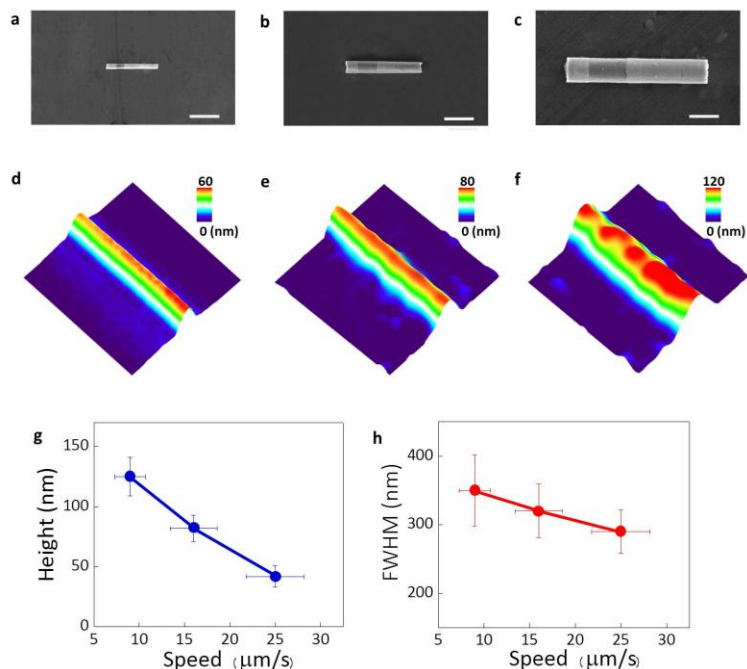 a
b
c
d
60
0 (nm)
e
80
0 (nm)
f
120
0 (nm)
g
Height (nm)
150
100
50
0
5 10 15 20 25 30
Speed (μm/s)
h
FWHM (nm)
400
300
200
5 10 15 20 25 30
Speed (μm/s)